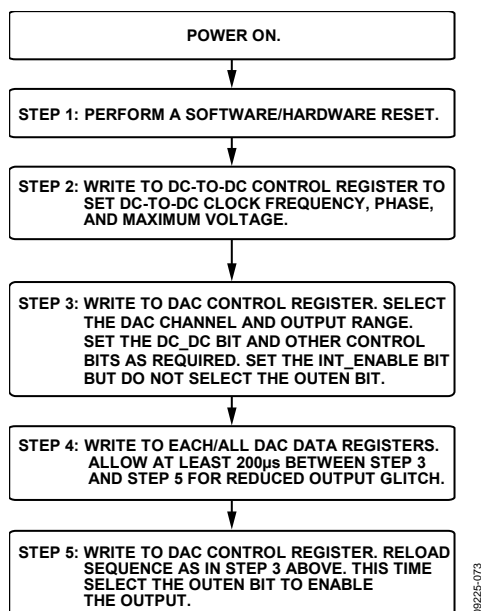 POWER ON.
STEP 1: PERFORM A SOFTWARE/HARDWARE RESET.
STEP 2: WRITE TO DC-TO-DC CONTROL REGISTER TO
SET DC-TO-DC CLOCK FREQUENCY, PHASE,
AND MAXIMUM VOLTAGE.
STEP 3: WRITE TO DAC CONTROL REGISTER. SELECT
THE DAC CHANNEL AND OUTPUT RANGE.
SET THE DC_DC BIT AND OTHER CONTROL
BITS AS REQUIRED. SET THE INT_ENABLE BIT
BUT DO NOT SELECT THE OUTEN BIT.
STEP 4: WRITE TO EACH/ALL DAC DATA REGISTERS.
ALLOW AT LEAST 200µs BETWEEN STEP 3
AND STEP 5 FOR REDUCED OUTPUT GLITCH.
STEP 5: WRITE TO DAC CONTROL REGISTER. RELOAD
SEQUENCE AS IN STEP 3 ABOVE. THIS TIME
SELECT THE OUTEN BIT TO ENABLE
THE OUTPUT.
09225-073